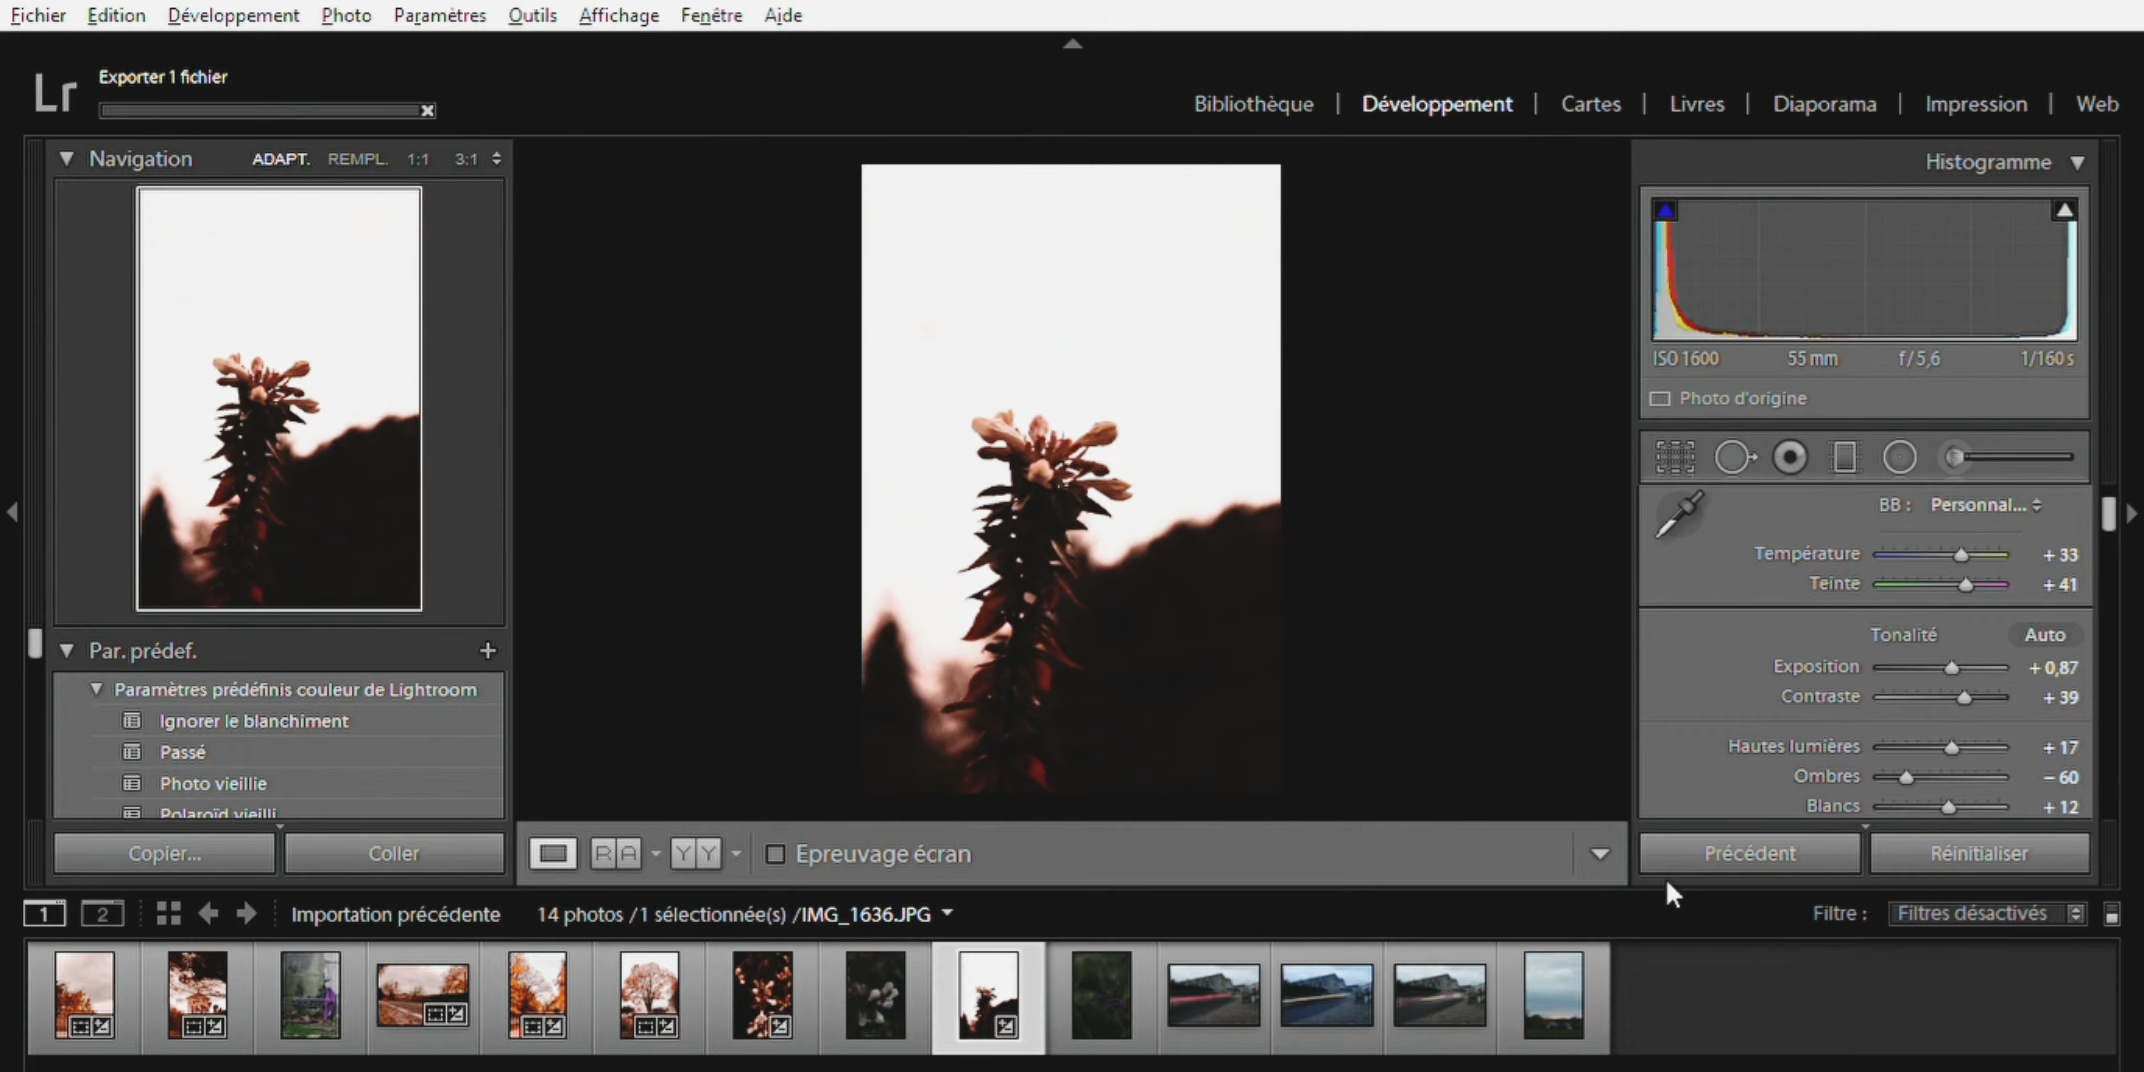 Fichier Edition Développement Photo Paramètres Outils Affichage Fenêtre Aide
Lr
Exporter 1 fichier
Bibliothèque | Développement | Cartes | Livres | Diaporama | Impression | Web
Navigation ADAPT. REMPL. 1:1 3:1
Histogramme
ISO 1600 55 mm f / 5,6 1/160 s
Photo d'origine
BB : Personnal...
Température + 33
Teinte + 41
Tonalité Auto
Exposition + 0,87
Contraste + 39
Hautes lumières + 17
Ombres − 60
Blancs + 12
Par. prédef. +
Paramètres prédéfinis couleur de Lightroom
Ignorer le blanchiment
Passé
Photo vieillie
Polaroïd vieilli
Copier... Coller
R A Y Y Epreuvage écran
Précédent Réinitialiser
1 2 Importation précédente 14 photos /1 sélectionnée(s) /IMG_1636.JPG
Filtre : Filtres désactivés